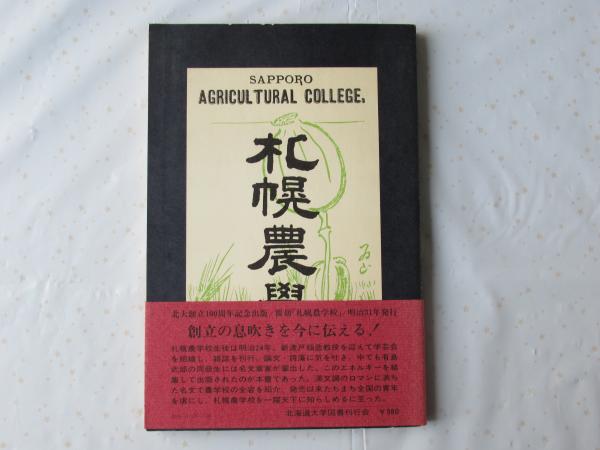 SAPPORO
AGRICULTURAL COLLEGE.
札幌農學
北大創立100周年記念出版/復刻「札幌農学校」/明治31年発行
創立の息吹きを今に伝える!
札幌農学校生徒は明治24年、新渡戸稲造教授を迎えて学芸会
を組織し、雑誌を刊行、論文・詩藻に気を吐き、中でも有島
武郎の同級生には名文章家が輩出した。このエネルギーを結
集して出版されたのが本書であった。漢文調のロマンに満ち
た名文で農学校の全容を紹介、発売以来たちまち全国の青年
を虜にし、札幌農学校を一躍天下に知らしめるに至った。
北海道大学図書刊行会 ¥980